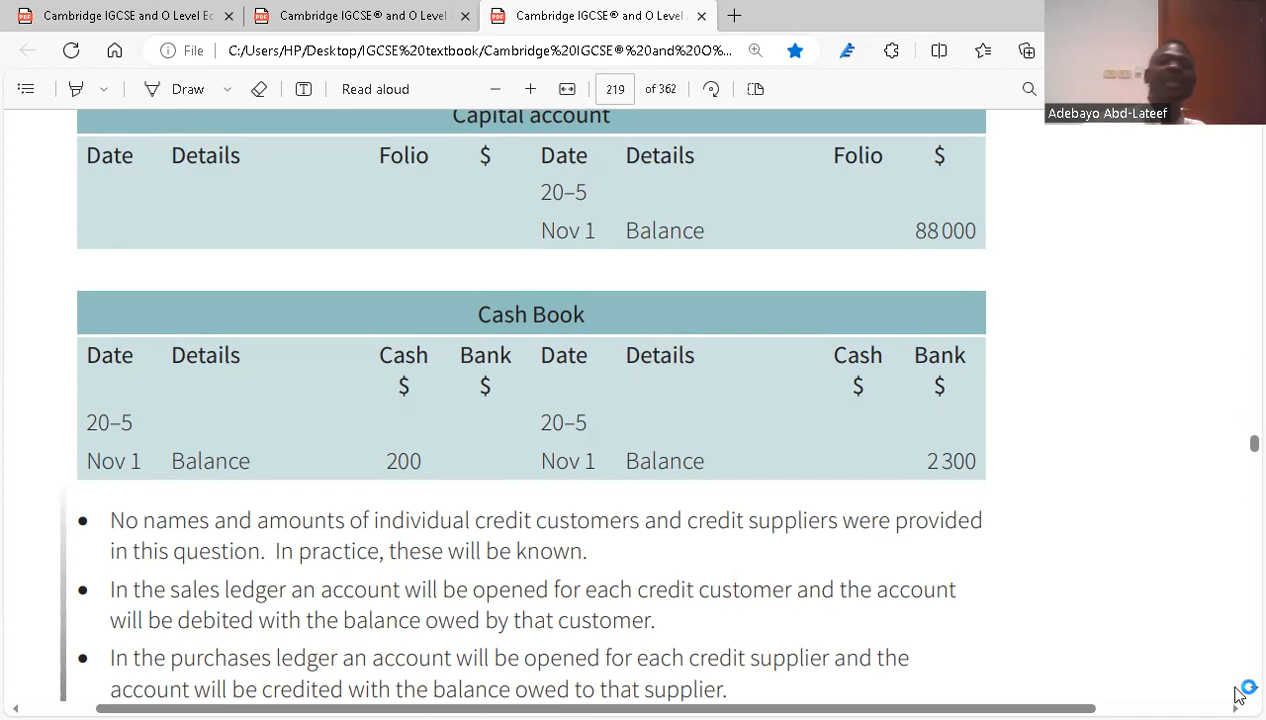 Cambridge IGCSE® and O Level Ec
Cambridge IGCSE® and O Level
Cambridge IGCSE® and O Level
File C:/Users/HP/Desktop/IGCSE%20textbook/Cambridge%20IGCSE®%20and%20O%...
Draw Read aloud 219 of 362
Adebayo Abd-Lateef
Capital account
Date Details Folio $ Date Details Folio $
20–5
Nov 1 Balance 88 000
Cash Book
Date Details Cash Bank Date Details Cash Bank
$ $ $ $
20–5 20–5
Nov 1 Balance 200 Nov 1 Balance 2 300
• No names and amounts of individual credit customers and credit suppliers were provided
in this question. In practice, these will be known.
• In the sales ledger an account will be opened for each credit customer and the account
will be debited with the balance owed by that customer.
• In the purchases ledger an account will be opened for each credit supplier and the
account will be credited with the balance owed to that supplier.